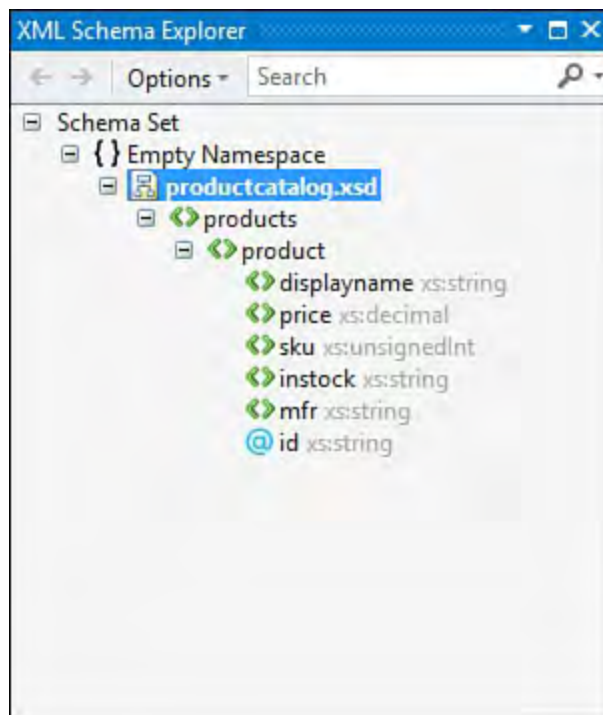 XML Schema Explorer
Options Search
Schema Set
{ } Empty Namespace
productcatalog.xsd
products
product
displayname xs:string
price xs:decimal
sku xs:unsignedInt
instock xs:string
mfr xs:string
@ id xs:string